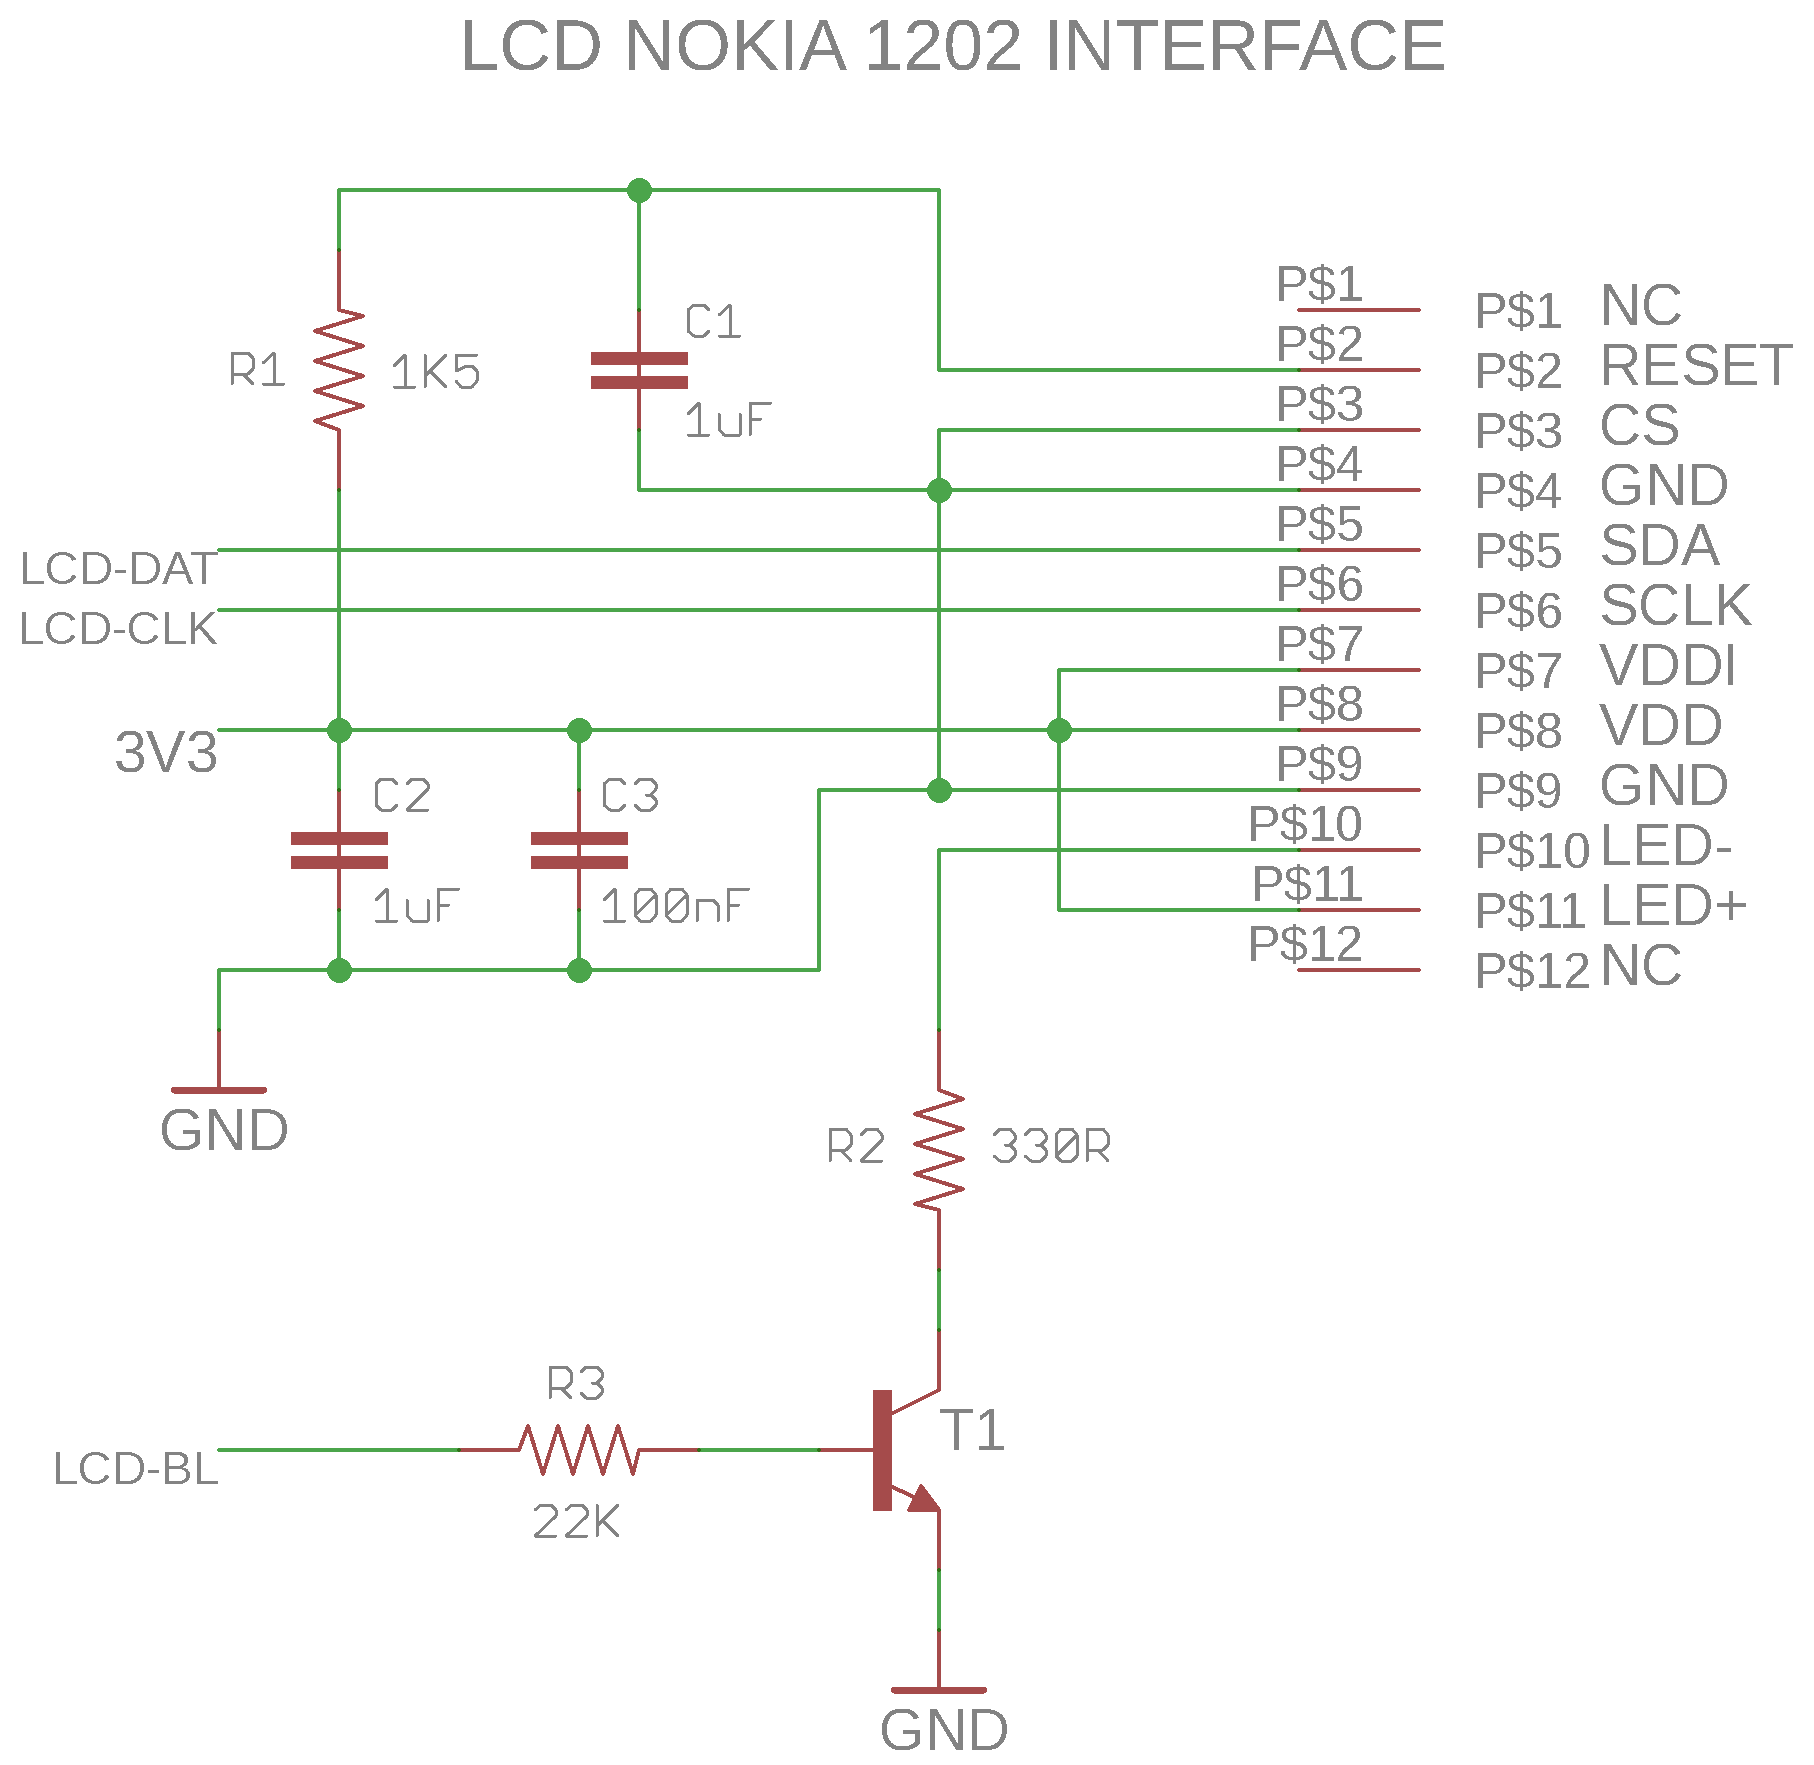 LCD NOKIA 1202 INTERFACE
P$1 P$1 NC
C1
P$2 P$2 RESET
R1 1K5
P$3 P$3 CS
1uF
P$4 P$4 GND
P$5 P$5 SDA
LCD-DAT
P$6 P$6 SCLK
LCD-CLK
P$7 P$7 VDDI
P$8 P$8 VDD
3V3
P$9 P$9 GND
C2 C3
P$10 P$10 LED-
1uF 100nF
P$11 P$11 LED+
P$12 P$12 NC
GND
R2 330R
R3
T1
LCD-BL
22K
GND